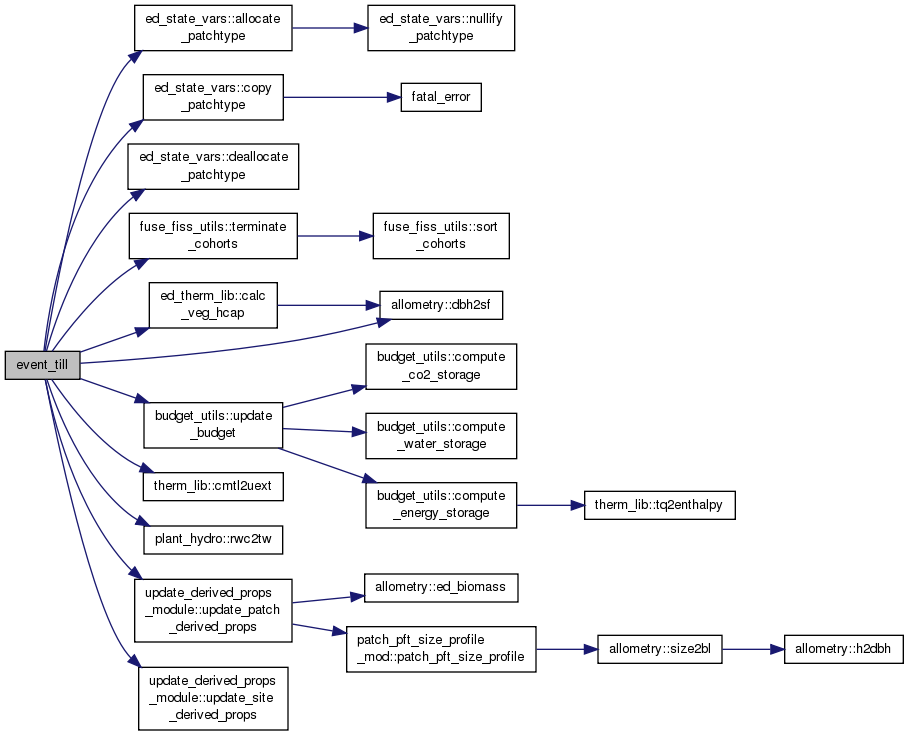 ed_state_vars::allocate
_patchtype
ed_state_vars::nullify
_patchtype
ed_state_vars::copy
_patchtype
fatal_error
ed_state_vars::deallocate
_patchtype
fuse_fiss_utils::terminate
_cohorts
fuse_fiss_utils::sort
_cohorts
ed_therm_lib::calc
_veg_hcap
allometry::dbh2sf
event_till
budget_utils::compute
_co2_storage
budget_utils::update
_budget
budget_utils::compute
_water_storage
therm_lib::cmtl2uext
budget_utils::compute
_energy_storage
therm_lib::tq2enthalpy
plant_hydro::rwc2tw
update_derived_props
_module::update_patch
_derived_props
allometry::ed_biomass
patch_pft_size_profile
_mod::patch_pft_size_profile
allometry::size2bl
allometry::h2dbh
update_derived_props
_module::update_site
_derived_props